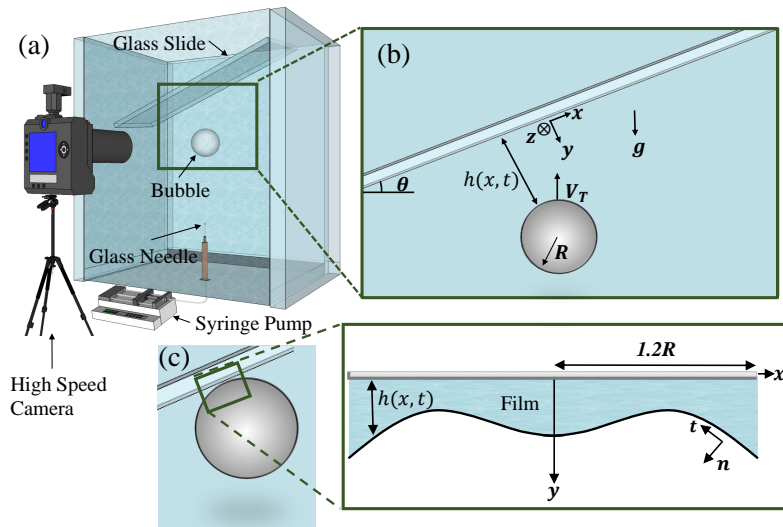 (a)
Glass Slide
Bubble
Glass Needle
Syringe Pump
High Speed
Camera
(b)
x
z
y
g
h(x,t)
V_T
θ
R
(c)
1.2R
x
h(x,t)
Film
t
n
y